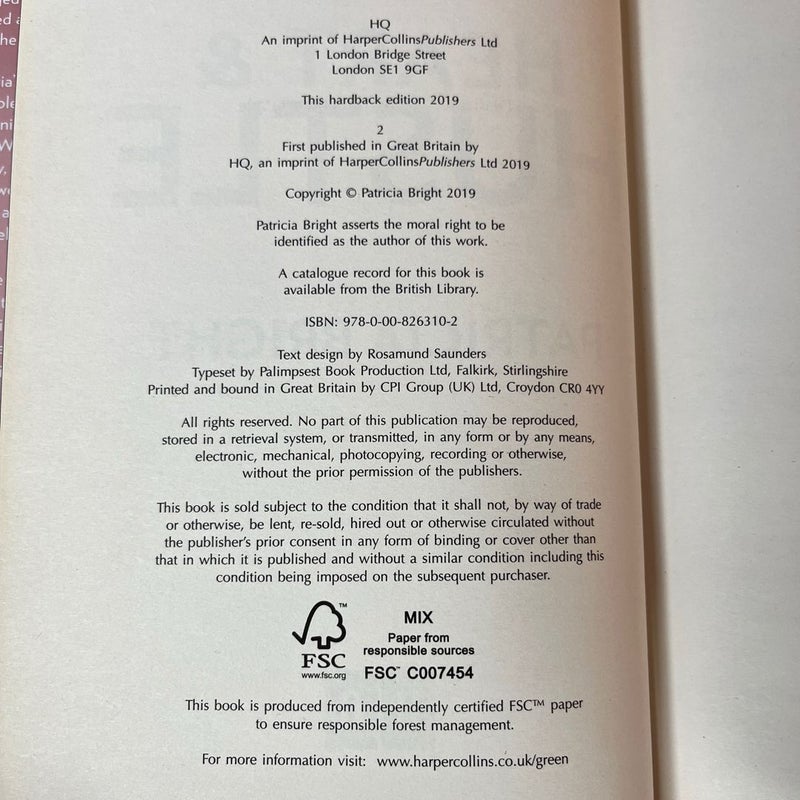 HQ
An imprint of HarperCollinsPublishers Ltd
1 London Bridge Street
London SE1 9GF
This hardback edition 2019
2
First published in Great Britain by
HQ, an imprint of HarperCollinsPublishers Ltd 2019
Copyright © Patricia Bright 2019
Patricia Bright asserts the moral right to be
identified as the author of this work.
A catalogue record for this book is
available from the British Library.
ISBN: 978-0-00-826310-2
Text design by Rosamund Saunders
Typeset by Palimpsest Book Production Ltd, Falkirk, Stirlingshire
Printed and bound in Great Britain by CPI Group (UK) Ltd, Croydon CR0 4YY
All rights reserved. No part of this publication may be reproduced,
stored in a retrieval system, or transmitted, in any form or by any means,
electronic, mechanical, photocopying, recording or otherwise,
without the prior permission of the publishers.
This book is sold subject to the condition that it shall not, by way of trade
or otherwise, be lent, re-sold, hired out or otherwise circulated without
the publisher's prior consent in any form of binding or cover other than
that in which it is published and without a similar condition including this
condition being imposed on the subsequent purchaser.
™
FSC
www.fsc.org
MIX
Paper from
responsible sources
FSC™ C007454
This book is produced from independently certified FSC™ paper
to ensure responsible forest management.
For more information visit: www.harpercollins.co.uk/green